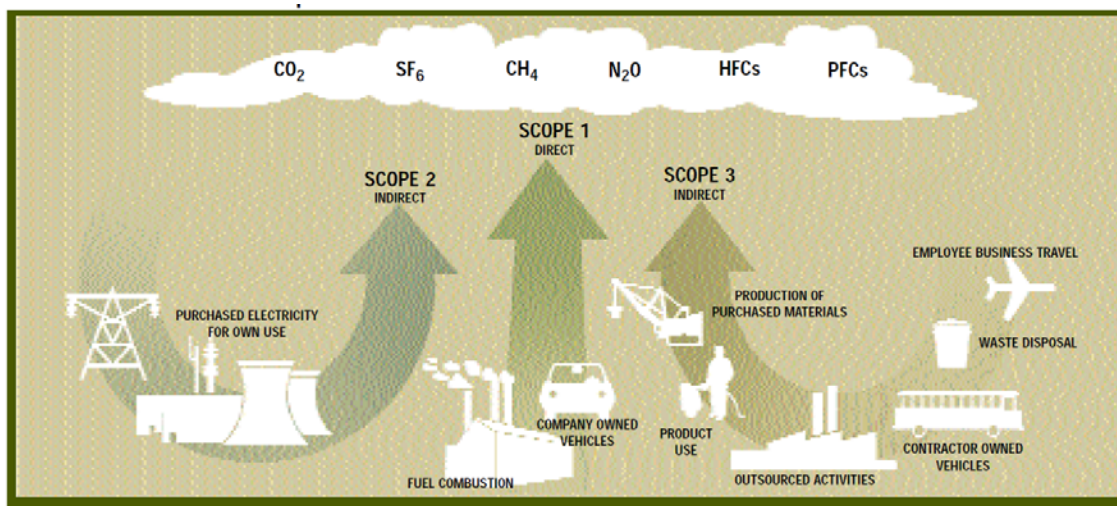 CO₂ SF₆ CH₄ N₂O HFCs PFCs
SCOPE 1
DIRECT
SCOPE 2
INDIRECT
SCOPE 3
INDIRECT
EMPLOYEE BUSINESS TRAVEL
PURCHASED ELECTRICITY
FOR OWN USE
PRODUCTION OF
PURCHASED MATERIALS
WASTE DISPOSAL
COMPANY OWNED
VEHICLES
PRODUCT
USE
CONTRACTOR OWNED
VEHICLES
FUEL COMBUSTION
OUTSOURCED ACTIVITIES